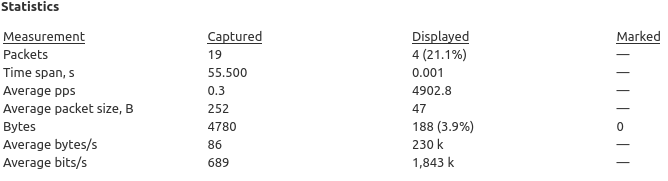 Statistics
Measurement Captured Displayed Marked
Packets 19 4 (21.1%) —
Time span, s 55.500 0.001 —
Average pps 0.3 4902.8 —
Average packet size, B 252 47 —
Bytes 4780 188 (3.9%) 0
Average bytes/s 86 230 k —
Average bits/s 689 1,843 k —